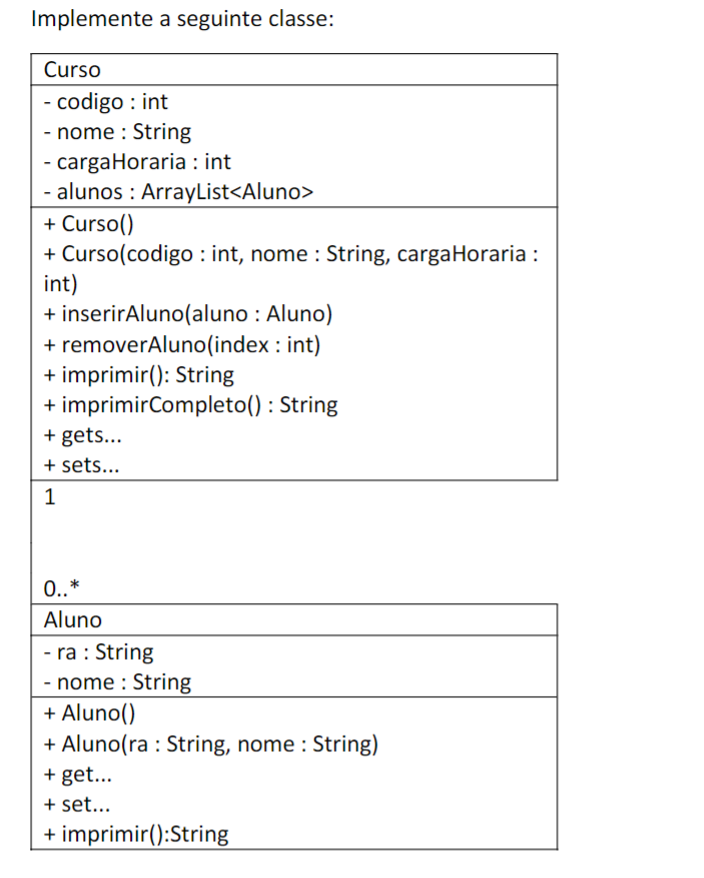 Implemente a seguinte classe:
Curso
- codigo : int
- nome : String
- cargaHoraria : int
- alunos : ArrayList<Aluno>
+ Curso()
+ Curso(codigo : int, nome : String, cargaHoraria :
int)
+ inserirAluno(aluno : Aluno)
+ removerAluno(index : int)
+ imprimir(): String
+ imprimirCompleto() : String
+ gets...
+ sets...
1
0..*
Aluno
- ra : String
- nome : String
+ Aluno()
+ Aluno(ra : String, nome : String)
+ get...
+ set...
+ imprimir():String